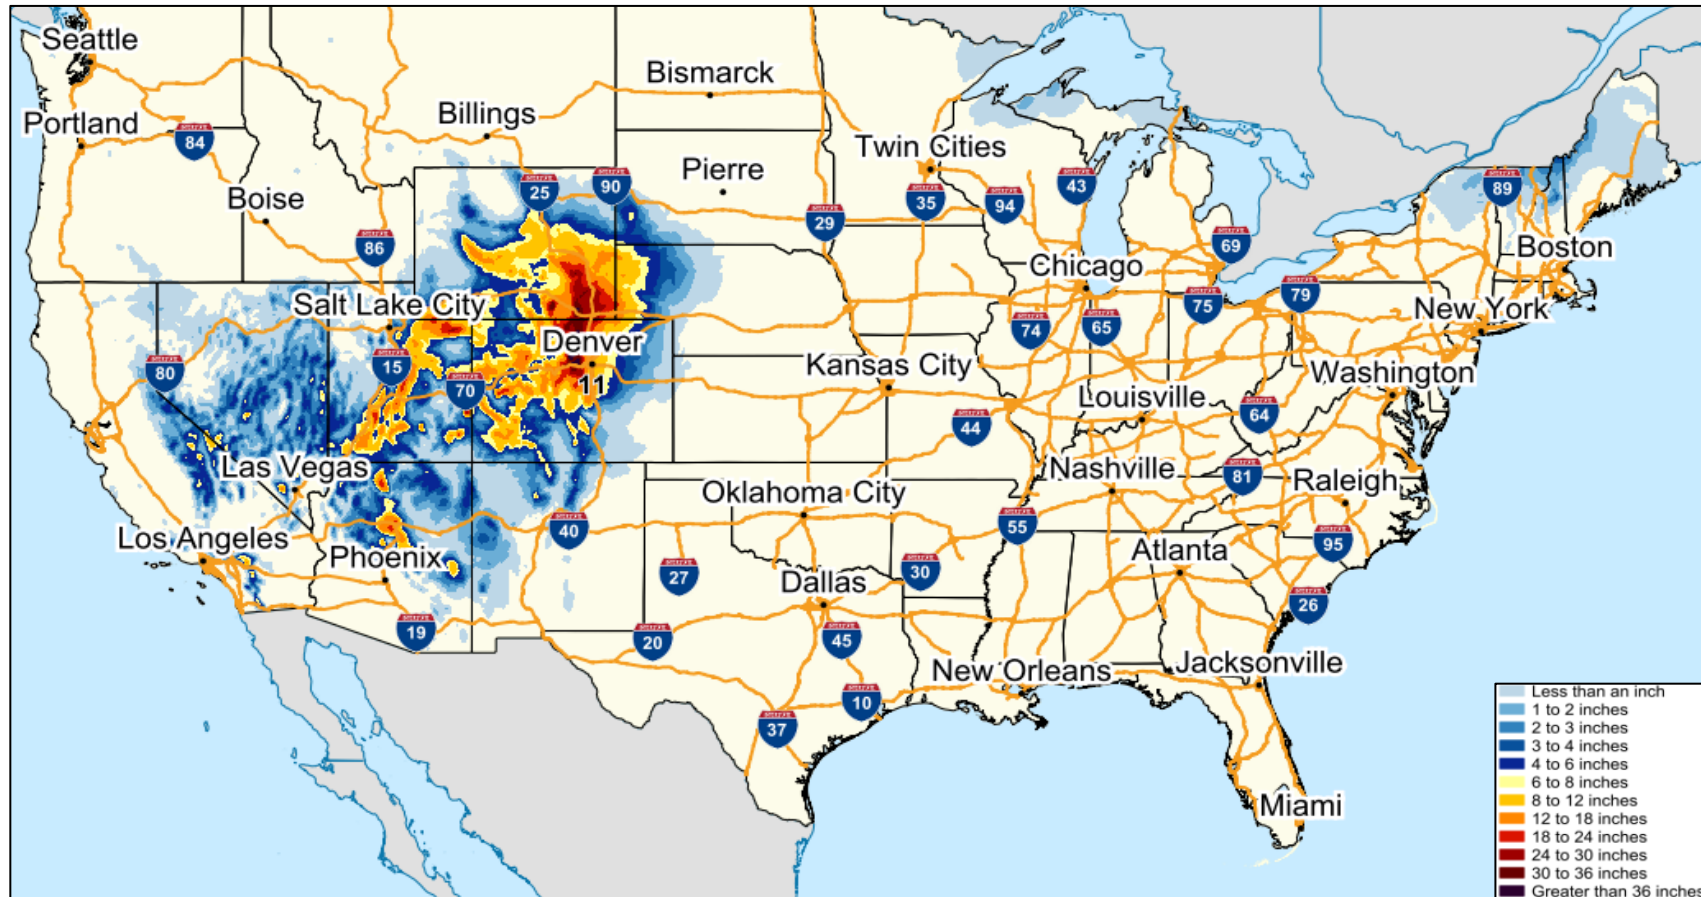 Seattle
Bismarck
Billings
Portland
84
Twin Cities
Pierre
25
90
43
89
Boise
35
94
29
86
69
Boston
Chicago
Salt Lake City
79
75
New York
74
65
Denver
15
80
Kansas City
Washington
70
11
Louisville
64
44
Las Vegas
Nashville
81
Raleigh
Oklahoma City
40
55
Los Angeles
95
Phoenix
Atlanta
27
30
Dallas
26
19
20
45
New Orleans
Jacksonville
10
37
Miami
Less than an inch
1 to 2 inches
2 to 3 inches
3 to 4 inches
4 to 6 inches
6 to 8 inches
8 to 12 inches
12 to 18 inches
18 to 24 inches
24 to 30 inches
30 to 36 inches
Greater than 36 inches